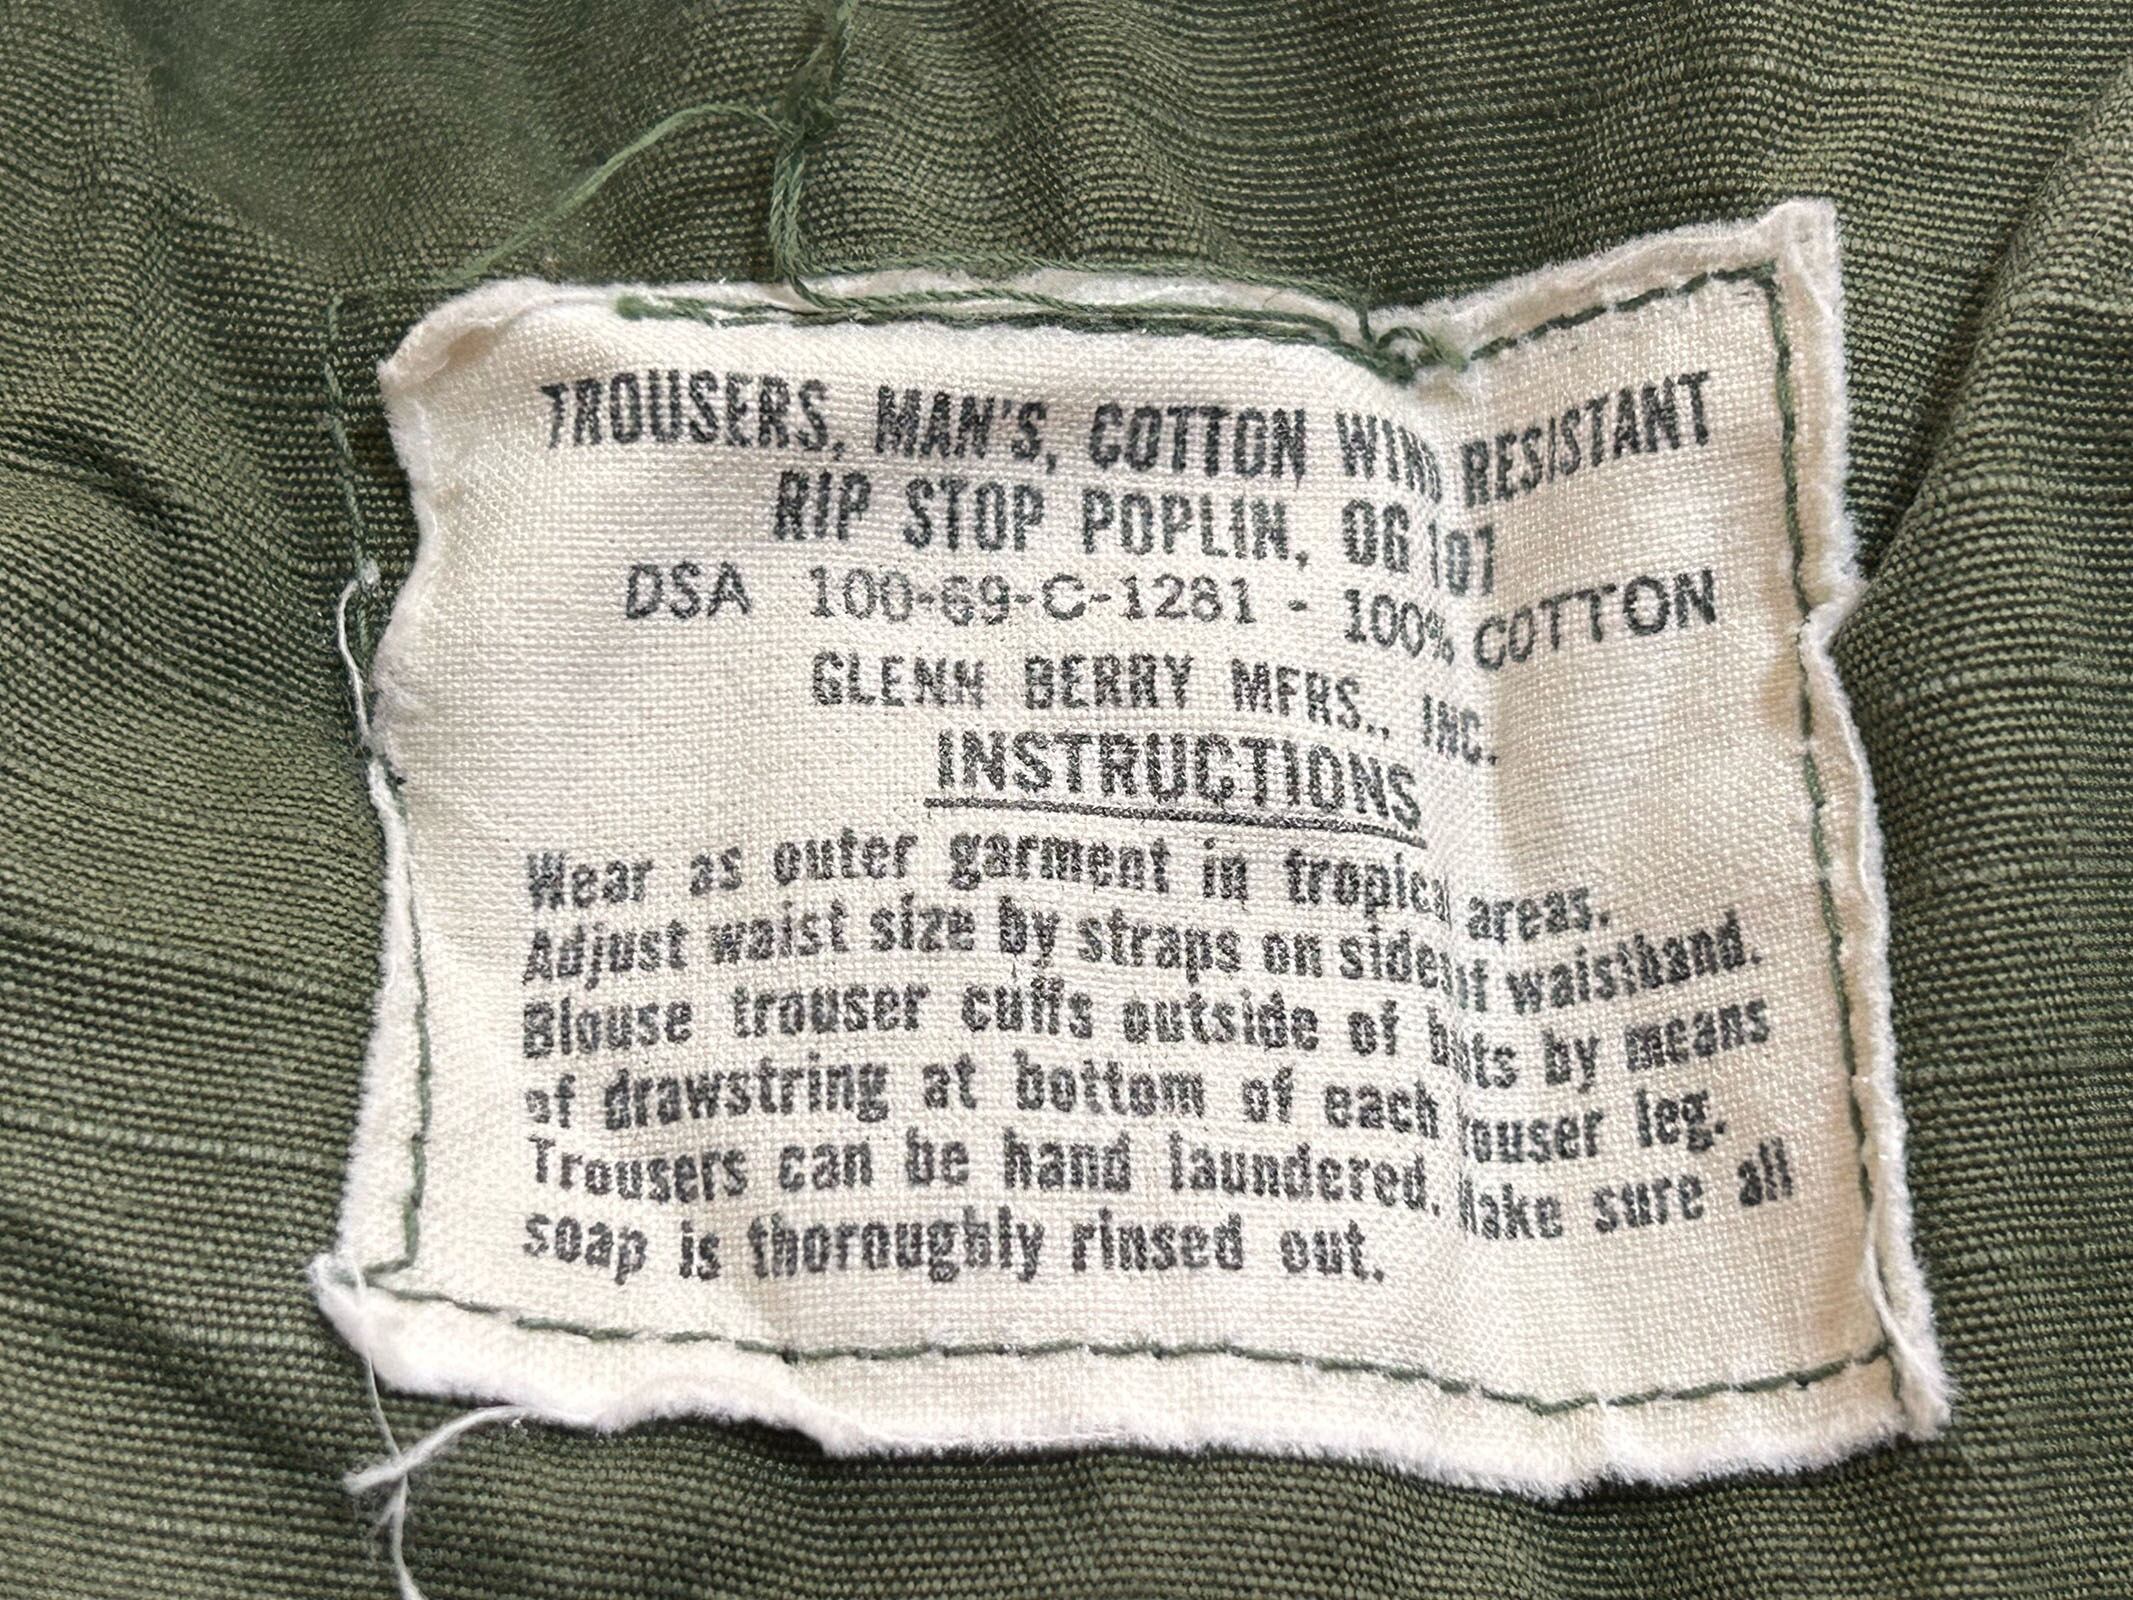 TROUSERS, MAN'S, COTTON WIND RESISTANT
RIP STOP POPLIN, OG 107
DSA 100-69-C-1281 - 100% COTTON
GLENN BERRY MFRS., INC.
INSTRUCTIONS
Wear as outer garment in tropical areas.
Adjust waist size by straps on sides of waistband.
Blouse trouser cuffs outside of boots by means
of drawstring at bottom of each trouser leg.
Trousers can be hand laundered. Make sure all
soap is thoroughly rinsed out.